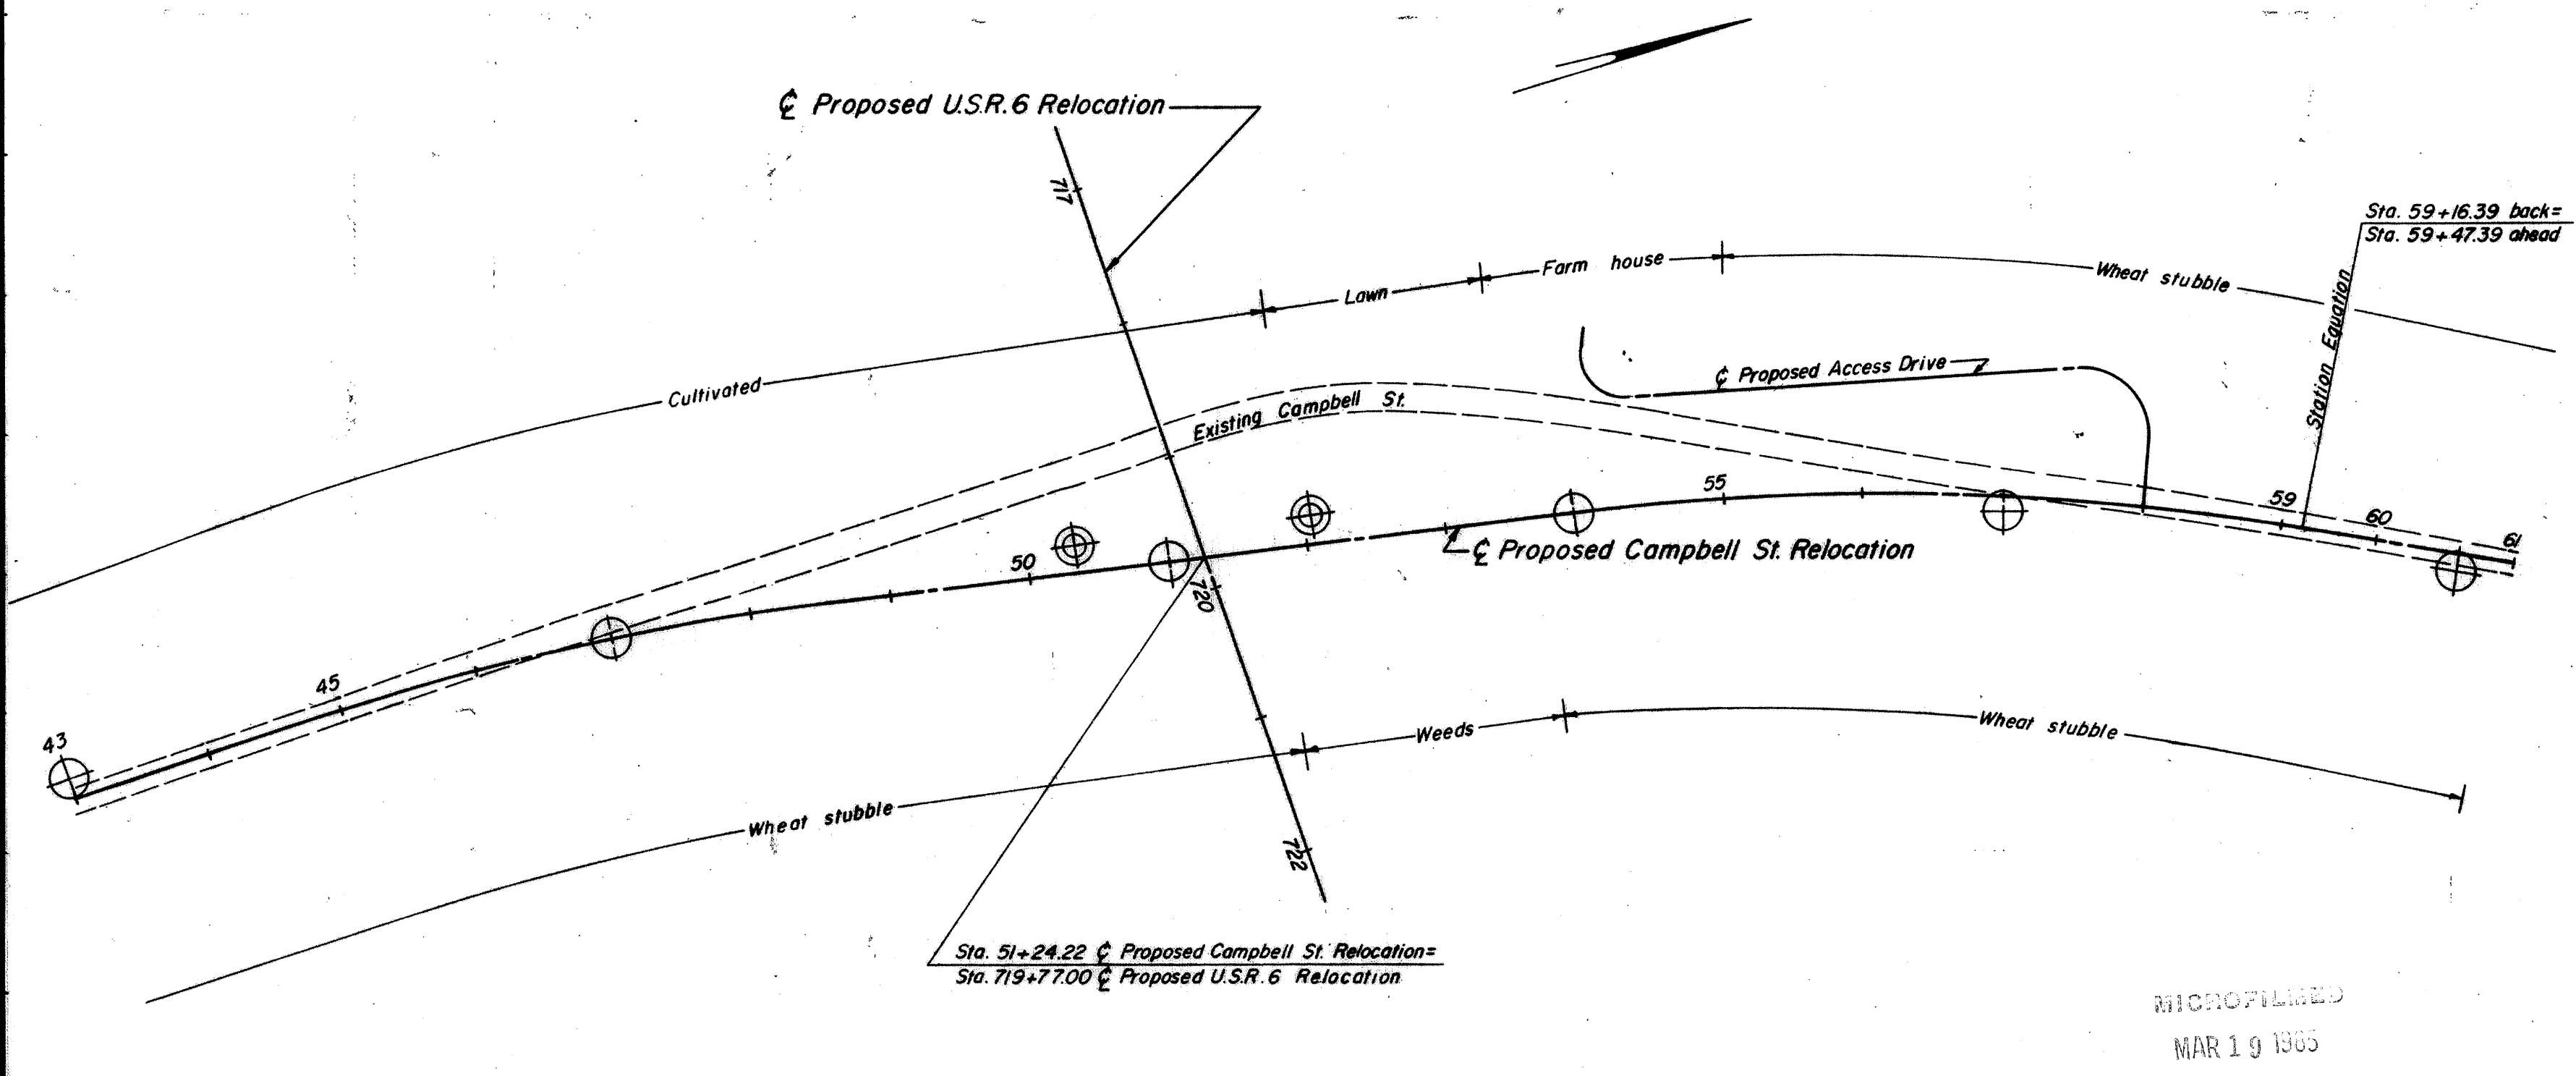 ℄ Proposed U.S.R.6 Relocation
717
Sta. 59+16.39 back=
Sta. 59+47.39 ahead
Station Equation
Farm house
Wheat stubble
Lawn
Cultivated
℄ Proposed Access Drive
Existing Campbell St.
55
59
60
61
℄ Proposed Campbell St. Relocation
50
720
45
43
Weeds
Wheat stubble
Wheat stubble
722
Sta. 51+24.22 ℄ Proposed Campbell St. Relocation=
Sta. 719+77.00 ℄ Proposed U.S.R.6 Relocation
MICROFILMED
MAR 19 1965